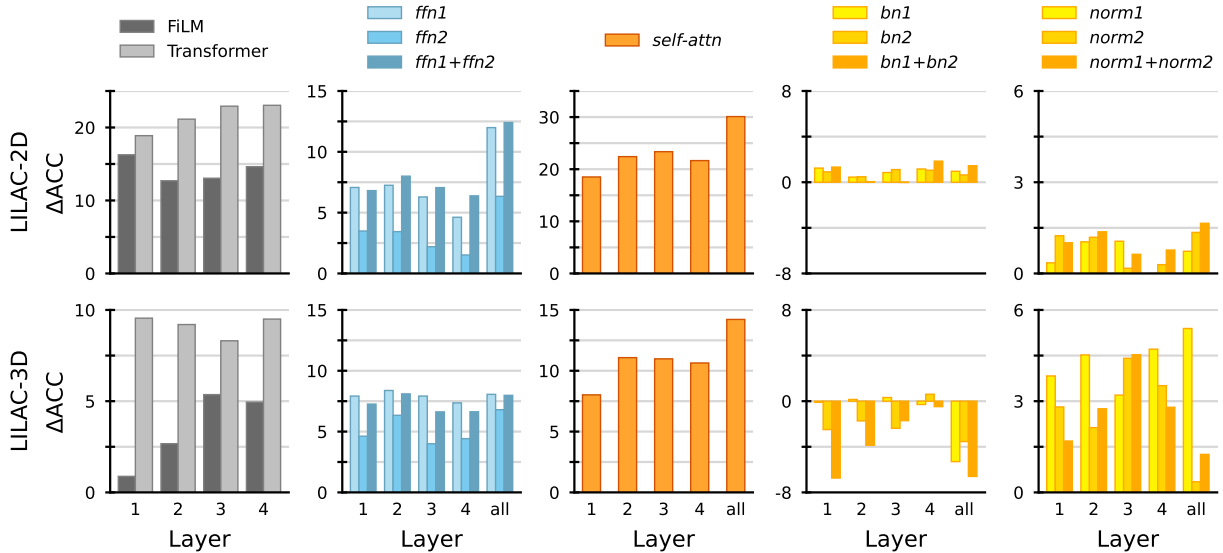 FiLM
Transformer
ffn1
ffn2
ffn1+ffn2
self-attn
bn1
bn2
bn1+bn2
norm1
norm2
norm1+norm2
LILAC-2D
ΔACC
20
10
0
15
10
5
0
30
20
10
0
8
0
-8
6
3
0
LILAC-3D
ΔACC
10
5
0
15
10
5
0
15
10
5
0
8
0
-8
6
3
0
1 2 3 4
1 2 3 4 all
1 2 3 4 all
1 2 3 4 all
1 2 3 4 all
Layer
Layer
Layer
Layer
Layer